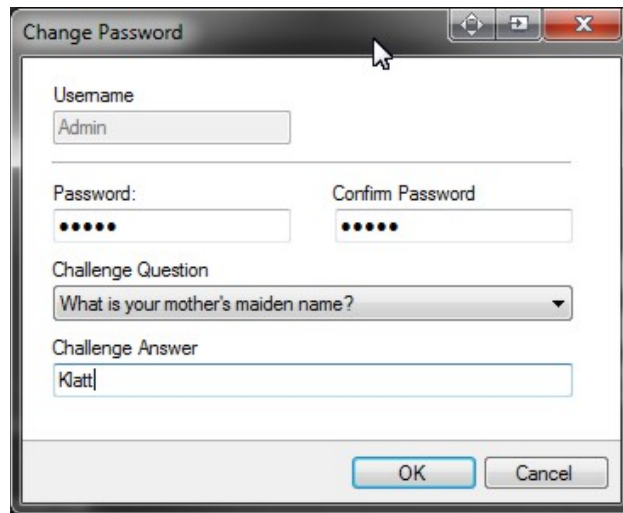 Change Password
Username
Admin
Password: Confirm Password
●●●●● ●●●●●
Challenge Question
What is your mother's maiden name?
Challenge Answer
Klatt
OK Cancel